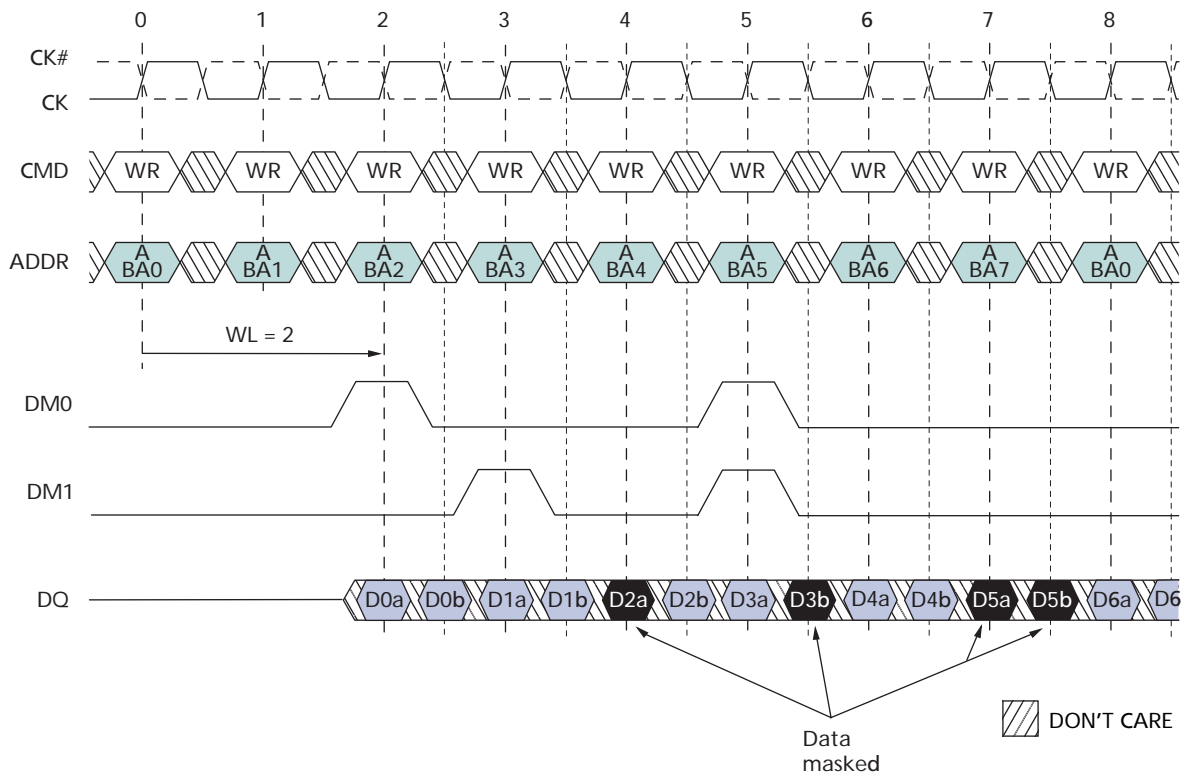 0 1 2 3 4 5 6 7 8
CK#
CK
CMD WR WR WR WR WR WR WR WR WR
ADDR A BA0 A BA1 A BA2 A BA3 A BA4 A BA5 A BA6 A BA7 A BA0
WL = 2
DM0
DM1
DQ D0a D0b D1a D1b D2a D2b D3a D3b D4a D4b D5a D5b D6a D6
DON'T CARE
Data
masked